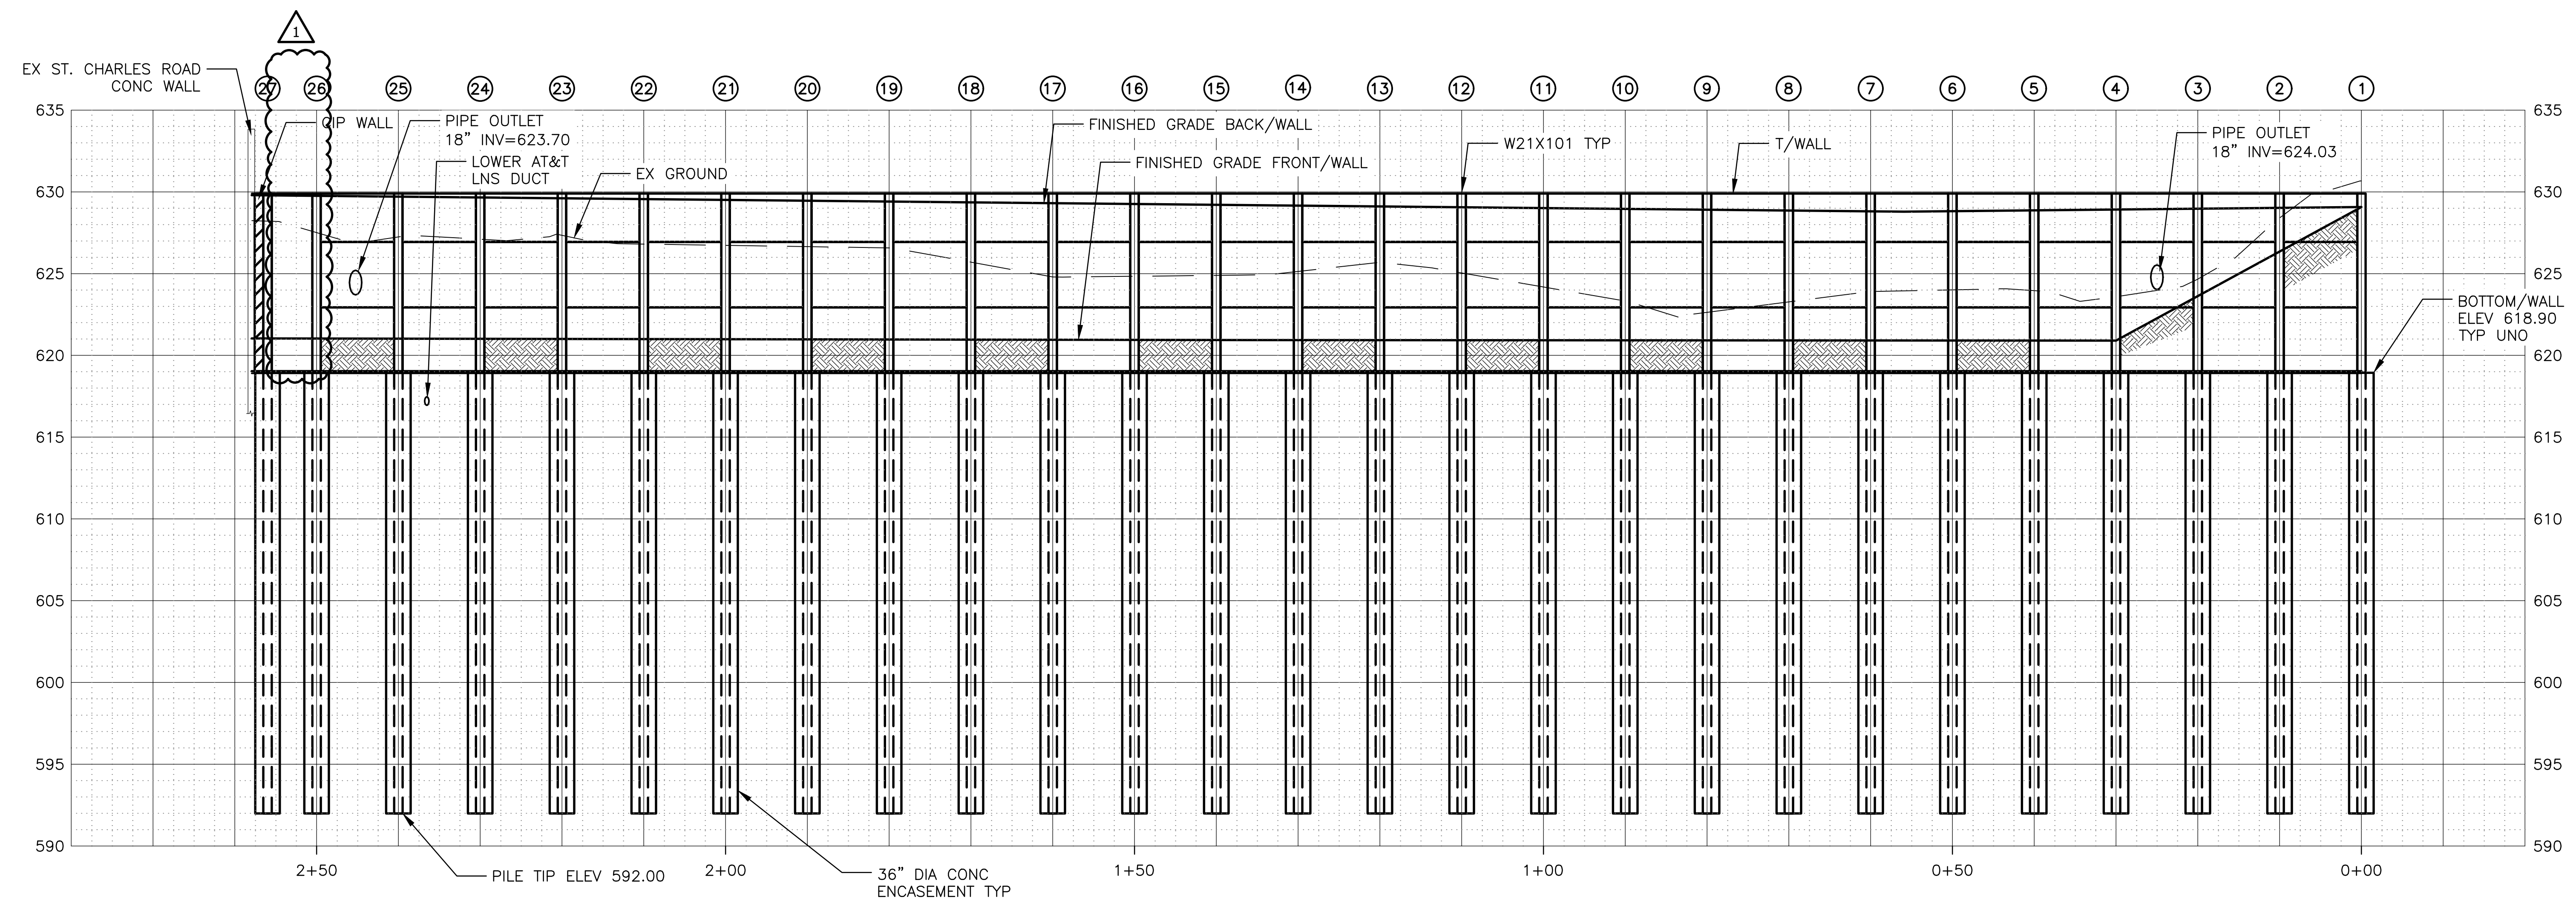 1
EX ST. CHARLES ROAD
CONC WALL
27 26 25 24 23 22 21 20 19 18 17 16 15 14 13 12 11 10 9 8 7 6 5 4 3 2 1
635 635
CIP WALL
PIPE OUTLET
18" INV=623.70
LOWER AT&T
LNS DUCT
EX GROUND
FINISHED GRADE BACK/WALL
FINISHED GRADE FRONT/WALL
W21X101 TYP
T/WALL
PIPE OUTLET
18" INV=624.03
630 630
625 625
BOTTOM/WALL
ELEV 618.90
TYP UNO
620 620
615 615
610 610
605 605
600 600
595 595
590 590
2+50 2+00 1+50 1+00 0+50 0+00
PILE TIP ELEV 592.00
36" DIA CONC
ENCASEMENT TYP